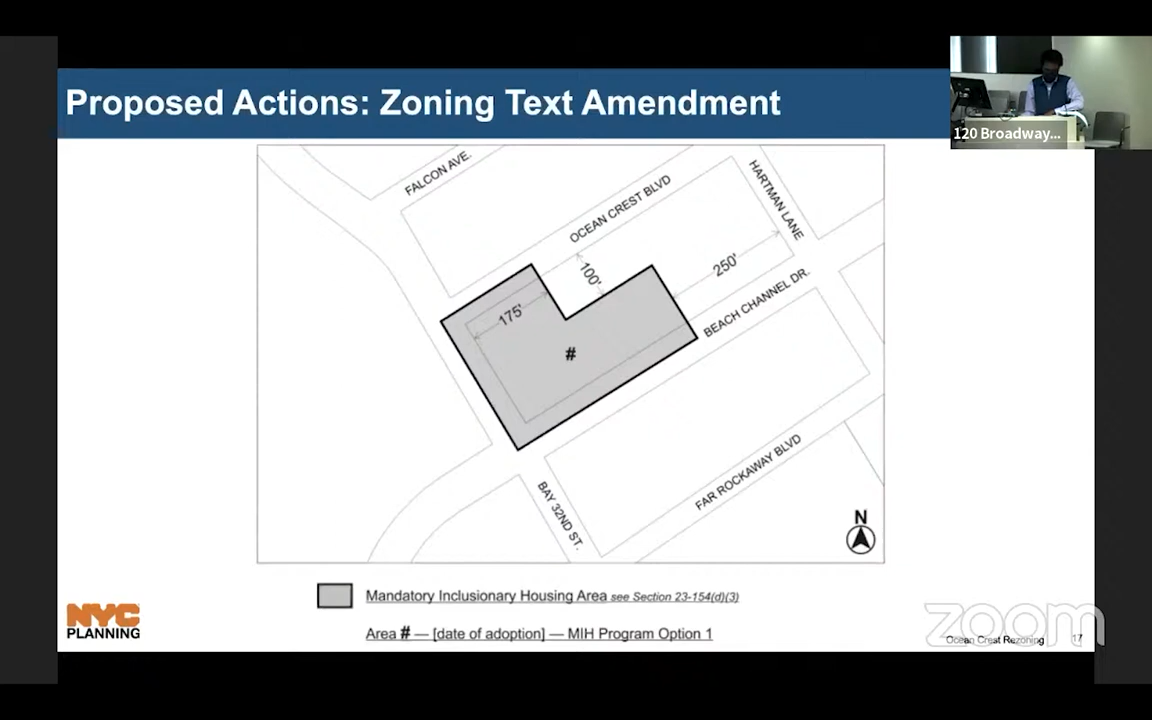 Proposed Actions: Zoning Text Amendment
120 Broadway...
FALCON AVE.
OCEAN CREST BLVD
HARTMAN LANE
100'
250'
175'
BEACH CHANNEL DR.
#
FAR ROCKAWAY BLVD
BAY 32ND ST.
N
Mandatory Inclusionary Housing Area see Section 23-154(d)(3)
Area # — [date of adoption] — MIH Program Option 1
NYC
PLANNING
zoom
Ocean Crest Rezoning 17